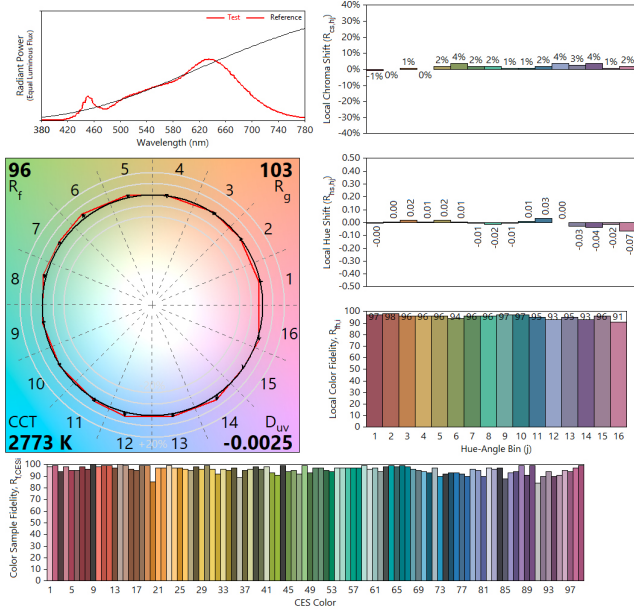 Radiant Power
(Equal Luminous Flux)
Test Reference
380 420 460 500 540 580 620 660 700 740 780
Wavelength (nm)
Local Chroma Shift (Rcs,hj)
40%
30%
20%
10%
0%
-10%
-20%
-30%
-40%
-1% 0% 1% 0% 2% 4% 2% 2% 1% 1% 2% 4% 3% 4% 1% 2%
96
Rf
103
Rg
5 4
6 3
7 2
8 1
9 16
10 15
11 14
12 13
+20%
CCT
2773 K
Duv
-0.0025
Local Hue Shift (Rhs,hj)
0.50
0.40
0.30
0.20
0.10
0.00
-0.10
-0.20
-0.30
-0.40
-0.50
-0.00 0.00 0.02 0.01 0.02 0.01 -0.01 -0.02 -0.01 0.01 0.03 0.00 -0.03 -0.04 -0.02 -0.07
Local Color Fidelity, Rfh,j
100
90
80
70
60
50
40
30
20
10
0
97 98 96 96 96 94 96 96 97 97 95 93 95 93 96 91
1 2 3 4 5 6 7 8 9 10 11 12 13 14 15 16
Hue-Angle Bin (j)
Color Sample Fidelity, Rf,CESi
100
90
80
70
60
50
40
30
20
10
0
1 5 9 13 17 21 25 29 33 37 41 45 49 53 57 61 65 69 73 77 81 85 89 93 97
CES Color